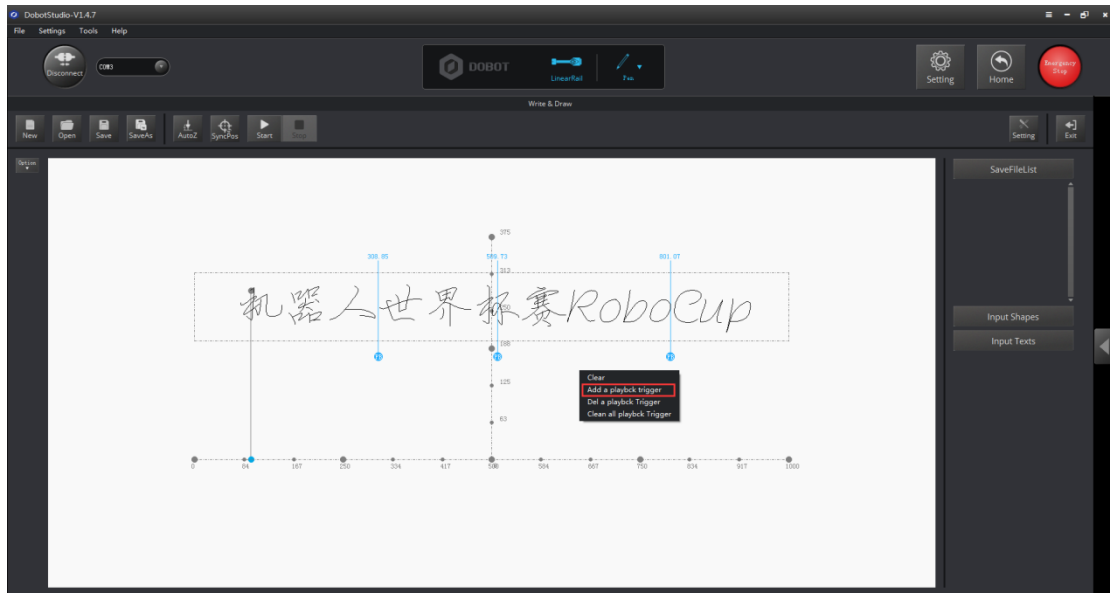 DobotStudio-V1.4.7
File Settings Tools Help
Disconnect COM3 DOBOT LinearRail Pen Setting Home Emergency Stop
Write & Draw
New Open Save SaveAs AutoZ SyncPos Start Stop Setting Exit
Option SaveFileList
375
308.85 801.07
313
机器人世界杯赛RoboCup
188
125
63
Clear
Add a playbck trigger
Del a playbck Trigger
Clean all playbck Trigger
Input Shapes
Input Texts
0 84 167 250 334 417 500 584 667 750 834 917 1000